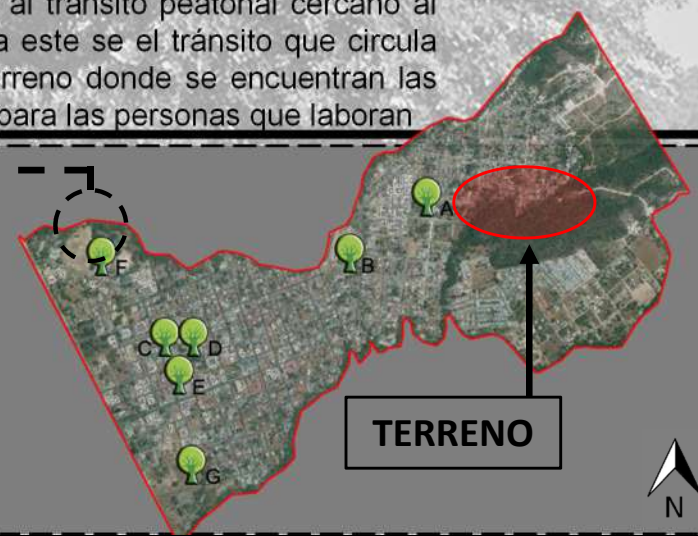 al tránsito peatonal cercano al
a este se el tránsito que circula
rreno donde se encuentran las
para las personas que laboran
A
B
F
C D
E
G
TERRENO
N